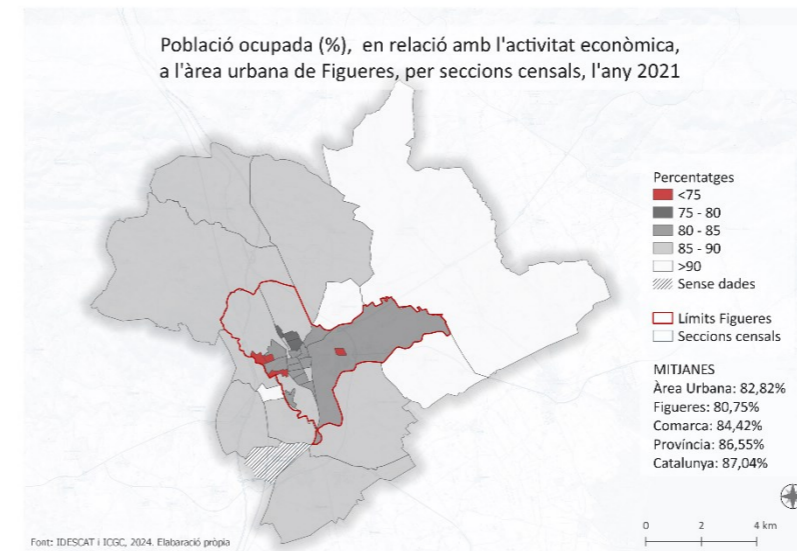 Població ocupada (%), en relació amb l'activitat econòmica,
a l'àrea urbana de Figueres, per seccions censals, l'any 2021
Percentatges
<75
75 - 80
80 - 85
85 - 90
>90
Sense dades
Límits Figueres
Seccions censals
MITJANES
Àrea Urbana: 82,82%
Figueres: 80,75%
Comarca: 84,42%
Província: 86,55%
Catalunya: 87,04%
0 2 4 km
Font: IDESCAT i ICGC, 2024. Elabaració pròpia